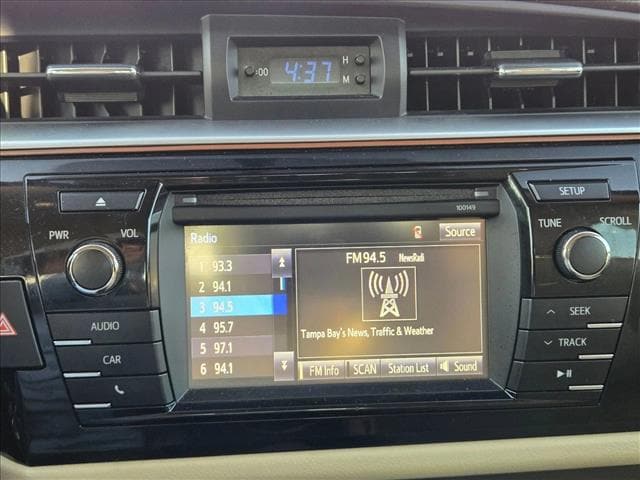 :00 4:37 H
M
100149
SETUP
PWR VOL
TUNE SCROLL
Radio
Source
1 93.3
2 94.1
3 94.5
4 95.7
5 97.1
6 94.1
FM 94.5 NewsRadi
Tampa Bay's News, Traffic & Weather
FM Info SCAN Station List Sound
AUDIO
CAR
SEEK
TRACK